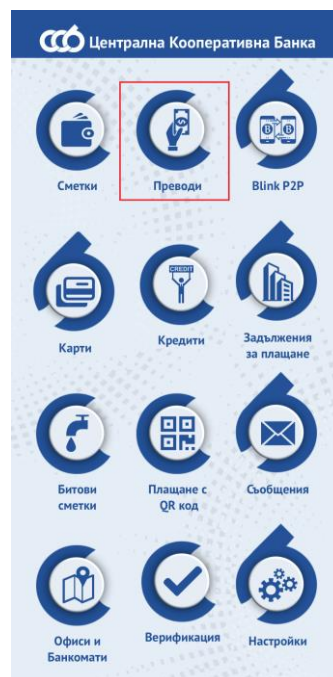 Централна Кооперативна Банка
Сметки
Преводи
Blink P2P
CREDIT
Карти
Кредити
Задължения
за плащане
Битови
сметки
Плащане с
QR код
Съобщения
Офиси и
Банкомати
Верификация
Настройки